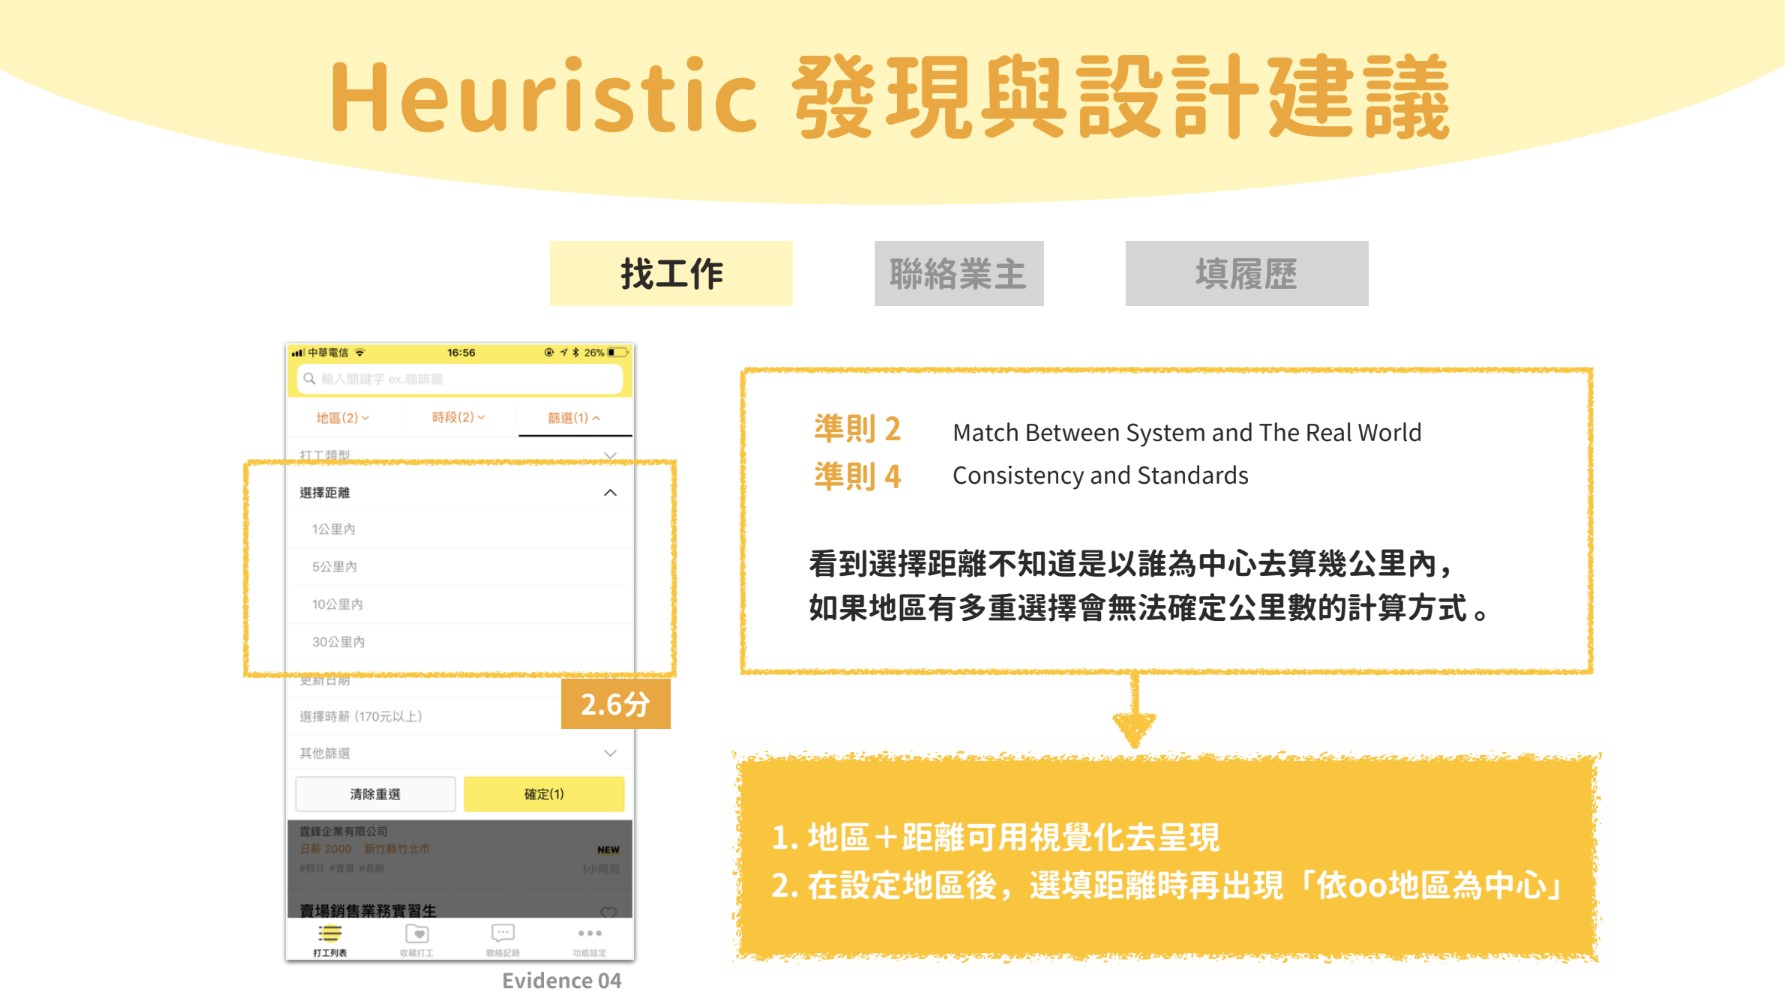 Heuristic 發現與設計建議
找工作
聯絡業主
填履歷
中華電信 16:56 26%
輸入關鍵字 ex.咖啡廳
地區(2) 時段(2) 篩選(1)
打工類型
選擇距離
1公里內
5公里內
10公里內
30公里內
更新日期
選擇時薪 (170元以上)
其他篩選
清除重選 確定(1)
霆鋒企業有限公司
日薪 2000 新竹縣竹北市 NEW
#假日 #實習 #長期 1小時前
賣場銷售業務實習生
打工列表 收藏打工 聯絡記錄 功能設定
2.6分
Evidence 04
準則 2 Match Between System and The Real World
準則 4 Consistency and Standards
看到選擇距離不知道是以誰為中心去算幾公里內，
如果地區有多重選擇會無法確定公里數的計算方式。
1. 地區＋距離可用視覺化去呈現
2. 在設定地區後，選填距離時再出現「依oo地區為中心」